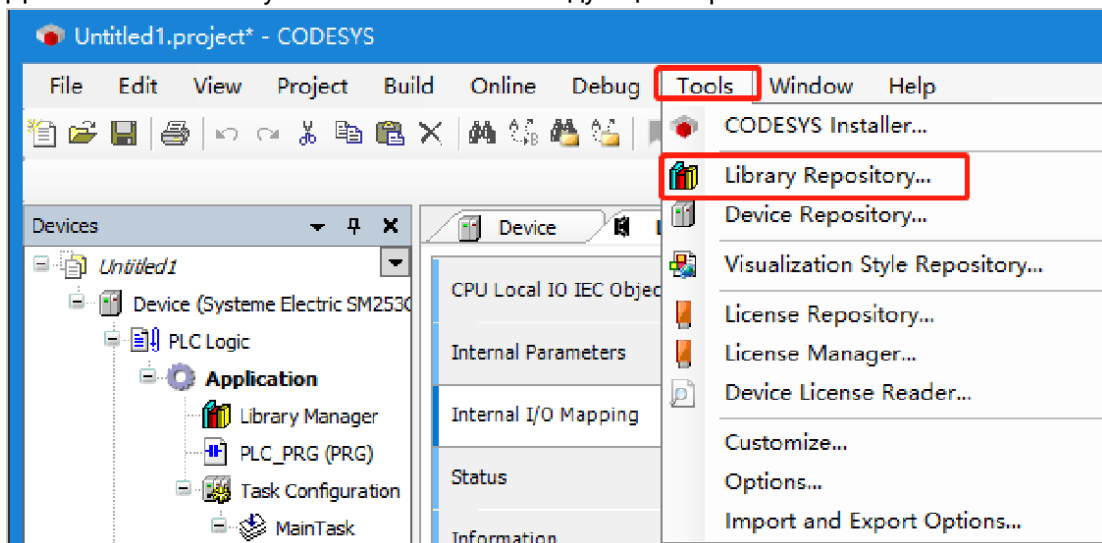 Untitled1.project* - CODESYS
File Edit View Project Build Online Debug Tools Window Help
CODESYS Installer...
Library Repository...
Device Repository...
Visualization Style Repository...
License Repository...
License Manager...
Device License Reader...
Customize...
Options...
Import and Export Options...
Devices
Untitled1
Device (Systeme Electric SM253
PLC Logic
Application
Library Manager
PLC_PRG (PRG)
Task Configuration
MainTask
Device
CPU Local IO IEC Objec
Internal Parameters
Internal I/O Mapping
Status
Information